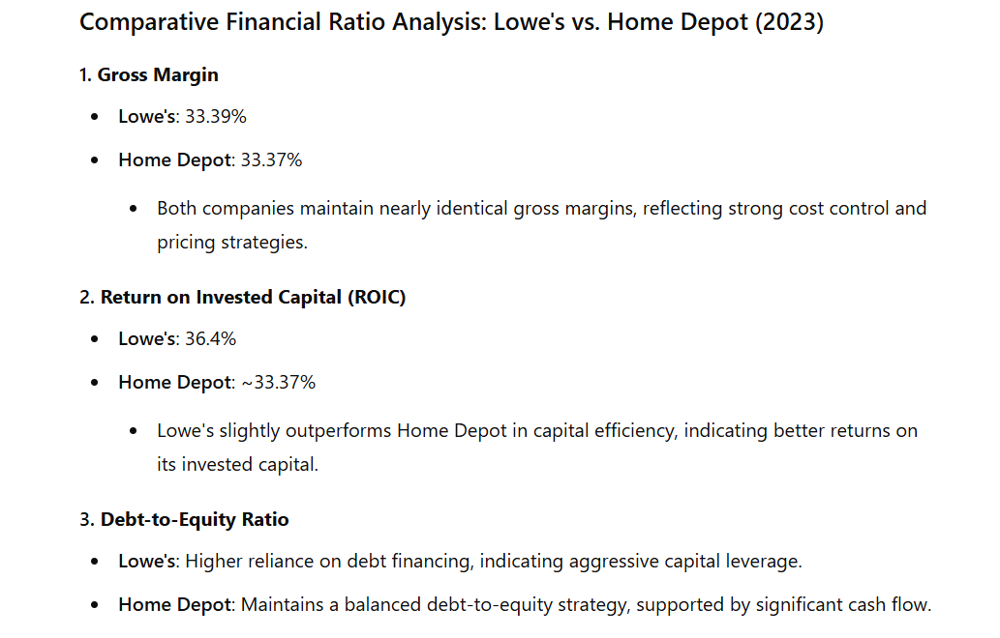 Comparative Financial Ratio Analysis: Lowe's vs. Home Depot (2023)
1. Gross Margin
• Lowe's: 33.39%
• Home Depot: 33.37%
• Both companies maintain nearly identical gross margins, reflecting strong cost control and
pricing strategies.
2. Return on Invested Capital (ROIC)
• Lowe's: 36.4%
• Home Depot: ~33.37%
• Lowe's slightly outperforms Home Depot in capital efficiency, indicating better returns on
its invested capital.
3. Debt-to-Equity Ratio
• Lowe's: Higher reliance on debt financing, indicating aggressive capital leverage.
• Home Depot: Maintains a balanced debt-to-equity strategy, supported by significant cash flow.